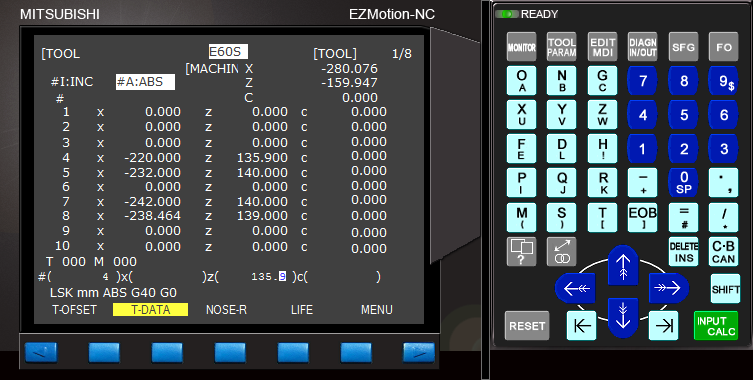 MITSUBISHI EZMotion-NC
[TOOL E60S [TOOL] 1/8
[MACHIN X -280.076
#I:INC #A:ABS Z -159.947
# C 0.000
1 x 0.000 z 0.000 c 0.000
2 x 0.000 z 0.000 c 0.000
3 x 0.000 z 0.000 c 0.000
4 x -220.000 z 135.900 c 0.000
5 x -232.000 z 140.000 c 0.000
6 x 0.000 z 0.000 c 0.000
7 x -242.000 z 140.000 c 0.000
8 x -238.464 z 139.000 c 0.000
9 x 0.000 z 0.000 c 0.000
10 x 0.000 z 0.000 c 0.000
T 000 M 000
#( 4 )x( )z( 135.9 )c( )
LSK mm ABS G40 G0
T-OFSET T-DATA NOSE-R LIFE MENU
READY
MONITOR TOOL PARAM EDIT MDI DIAGN IN/OUT SFG FO
O A N B G C 7 8 9 $
X U Y V Z W 4 5 6
F E D L H ! 1 2 3
P I Q J R K - + 0 SP . ,
M ( S ) T [ EOB ] = # / *
? DELETE INS C·B CAN
SHIFT
RESET INPUT CALC